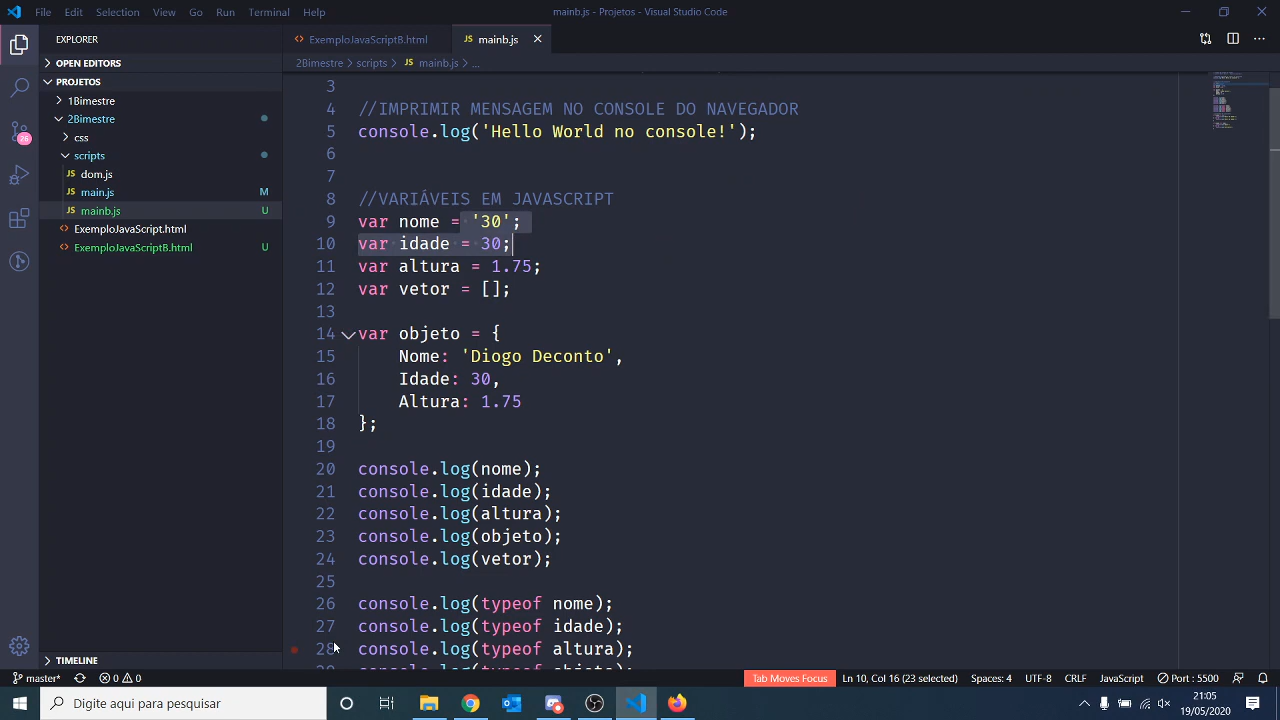 File Edit Selection View Go Run Terminal Help
mainb.js - Projetos - Visual Studio Code
EXPLORER
OPEN EDITORS
PROJETOS
1Bimestre
2Bimestre
css
scripts
JS dom.js
JS main.js M
JS mainb.js U
ExemploJavaScript.html
ExemploJavaScriptB.html U
TIMELINE
26
ExemploJavaScriptB.html
JS mainb.js
2Bimestre > scripts > JS mainb.js > ...
3
4 //IMPRIMIR MENSAGEM NO CONSOLE DO NAVEGADOR
5 console.log('Hello World no console!');
6
7
8 //VARIÁVEIS EM JAVASCRIPT
9 var nome = '30';
10 var idade = 30;
11 var altura = 1.75;
12 var vetor = [];
13
14 var objeto = {
15 Nome: 'Diogo Deconto',
16 Idade: 30,
17 Altura: 1.75
18 };
19
20 console.log(nome);
21 console.log(idade);
22 console.log(altura);
23 console.log(objeto);
24 console.log(vetor);
25
26 console.log(typeof nome);
27 console.log(typeof idade);
28 console.log(typeof altura);
master* 0 0 Tab Moves Focus Ln 10, Col 16 (23 selected) Spaces: 4 UTF-8 CRLF JavaScript
Digite aqui para pesquisar
21:05
19/05/2020